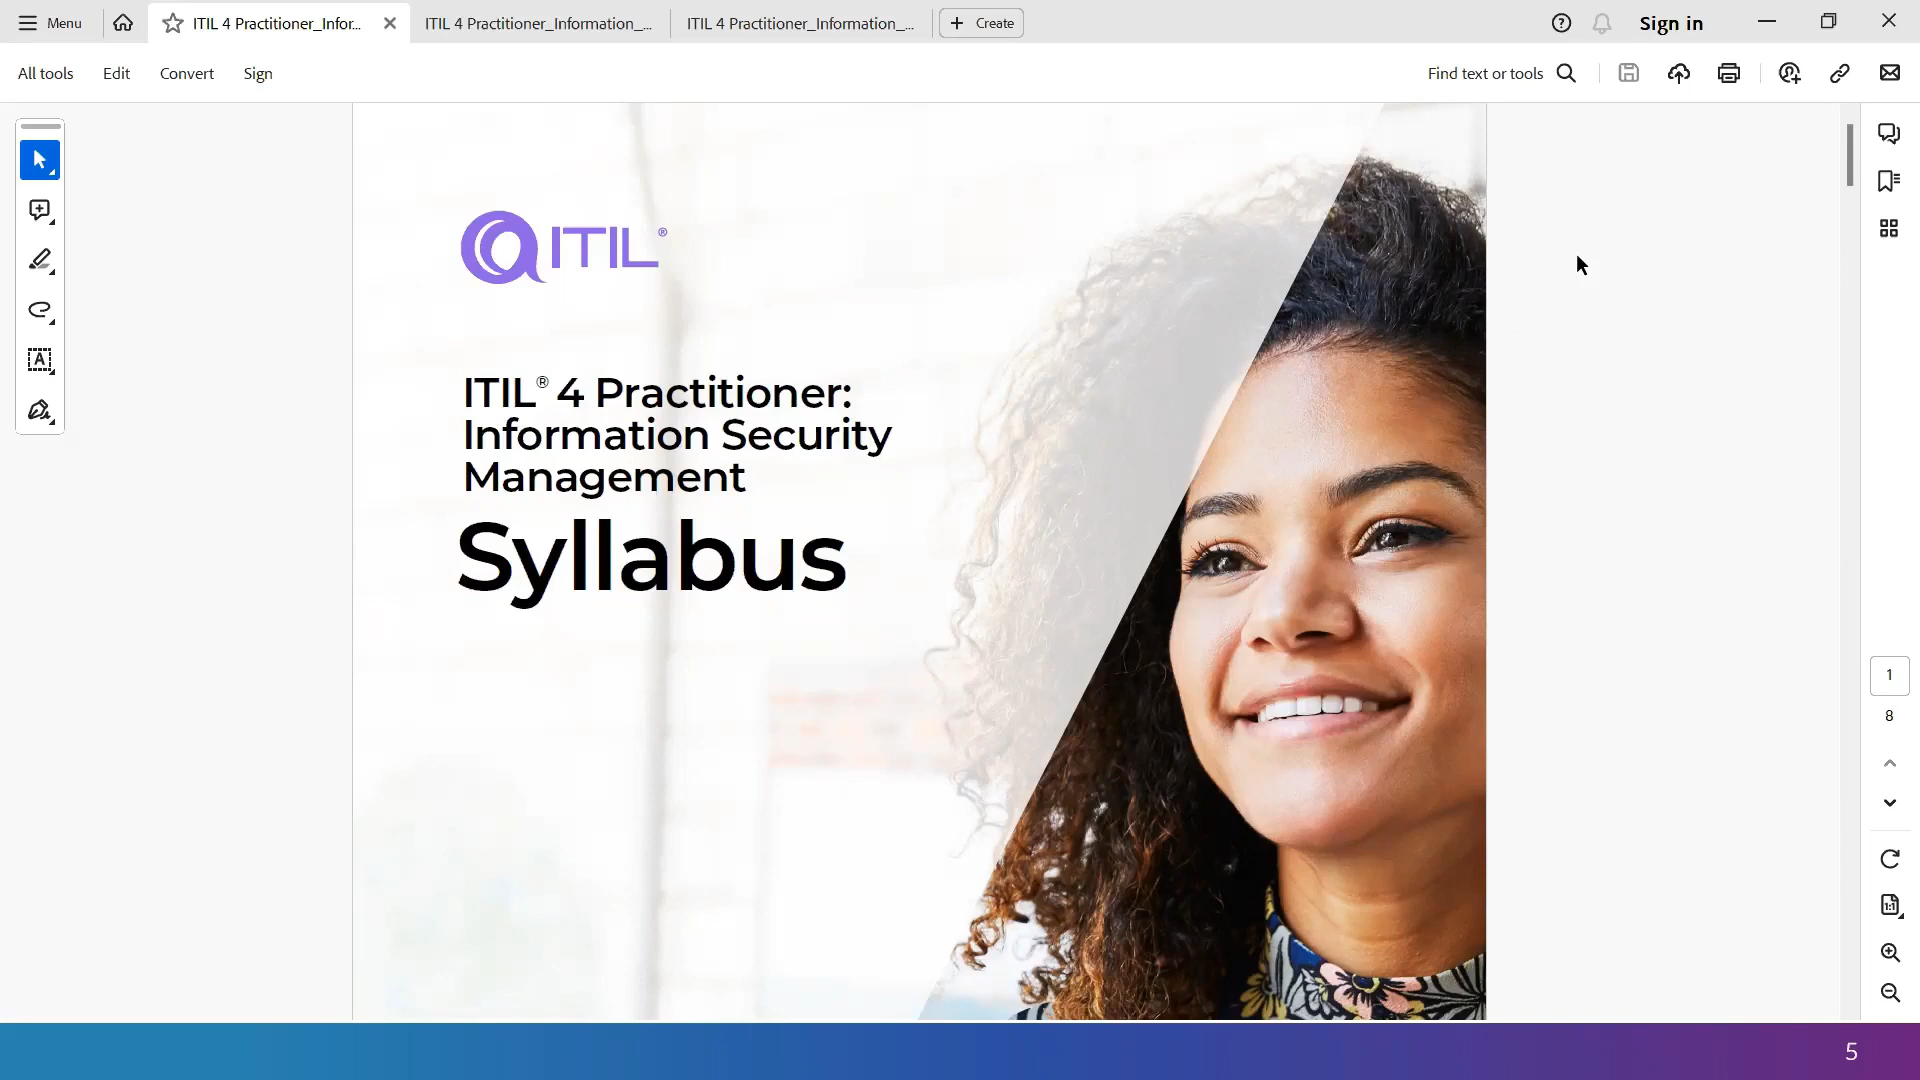 Menu
ITIL 4 Practitioner_Infor...
ITIL 4 Practitioner_Information_...
ITIL 4 Practitioner_Information_...
Create
Sign in
All tools
Edit
Convert
Sign
Find text or tools
ITIL®
ITIL® 4 Practitioner:
Information Security
Management
Syllabus
1
8
5